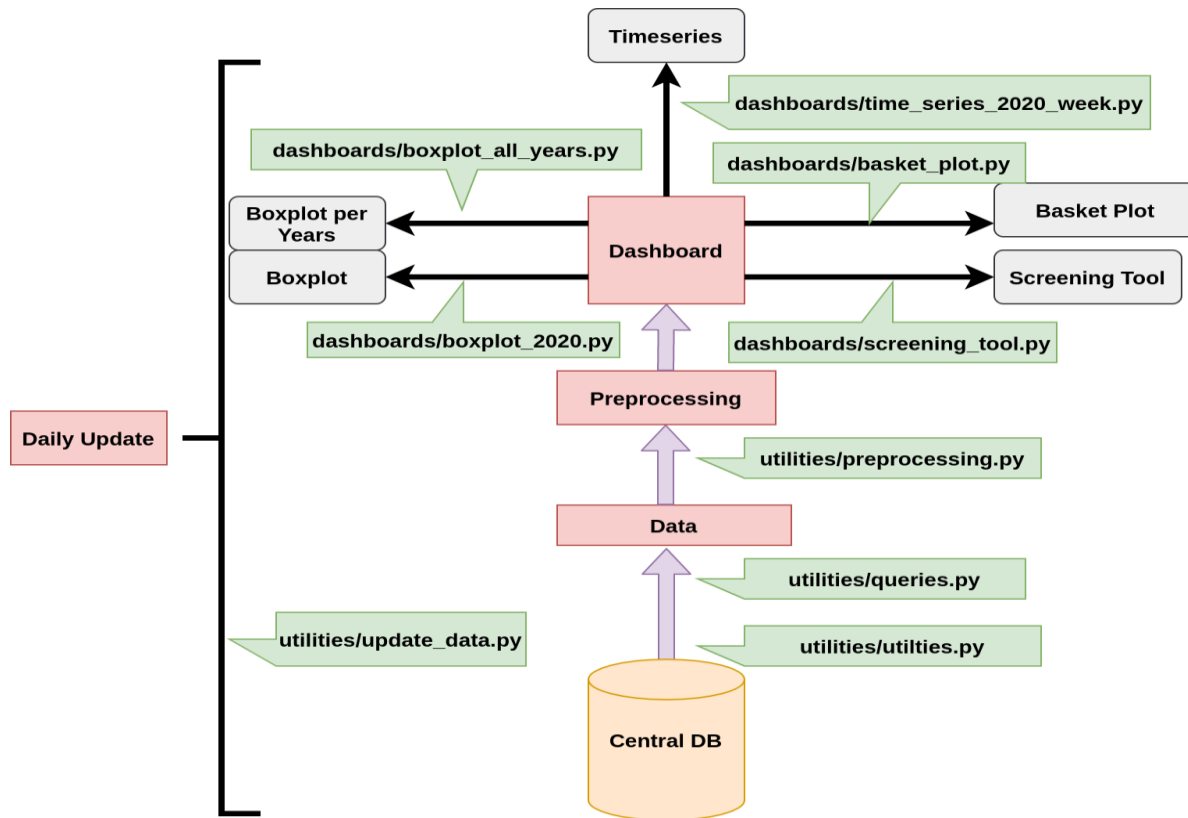 Timeseries
dashboards/time_series_2020_week.py
dashboards/boxplot_all_years.py
dashboards/basket_plot.py
Boxplot per
Years
Dashboard
Basket Plot
Boxplot
Screening Tool
dashboards/boxplot_2020.py
dashboards/screening_tool.py
Preprocessing
Daily Update
utilities/preprocessing.py
Data
utilities/queries.py
utilities/update_data.py
utilities/utilties.py
Central DB